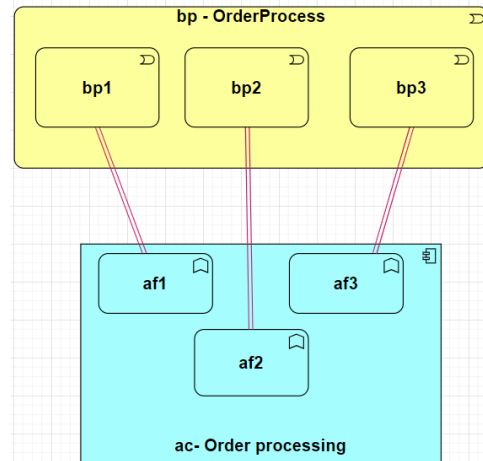 bp - OrderProcess
bp1
bp2
bp3
af1
af3
af2
ac- Order processing